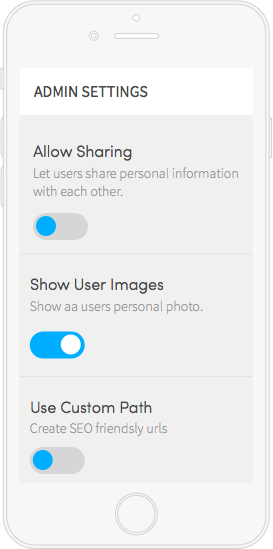 ADMIN SETTINGS
Allow Sharing
Let users share personal information
with each other.
Show User Images
Show aa users personal photo.
Use Custom Path
Create SEO friendsly urls